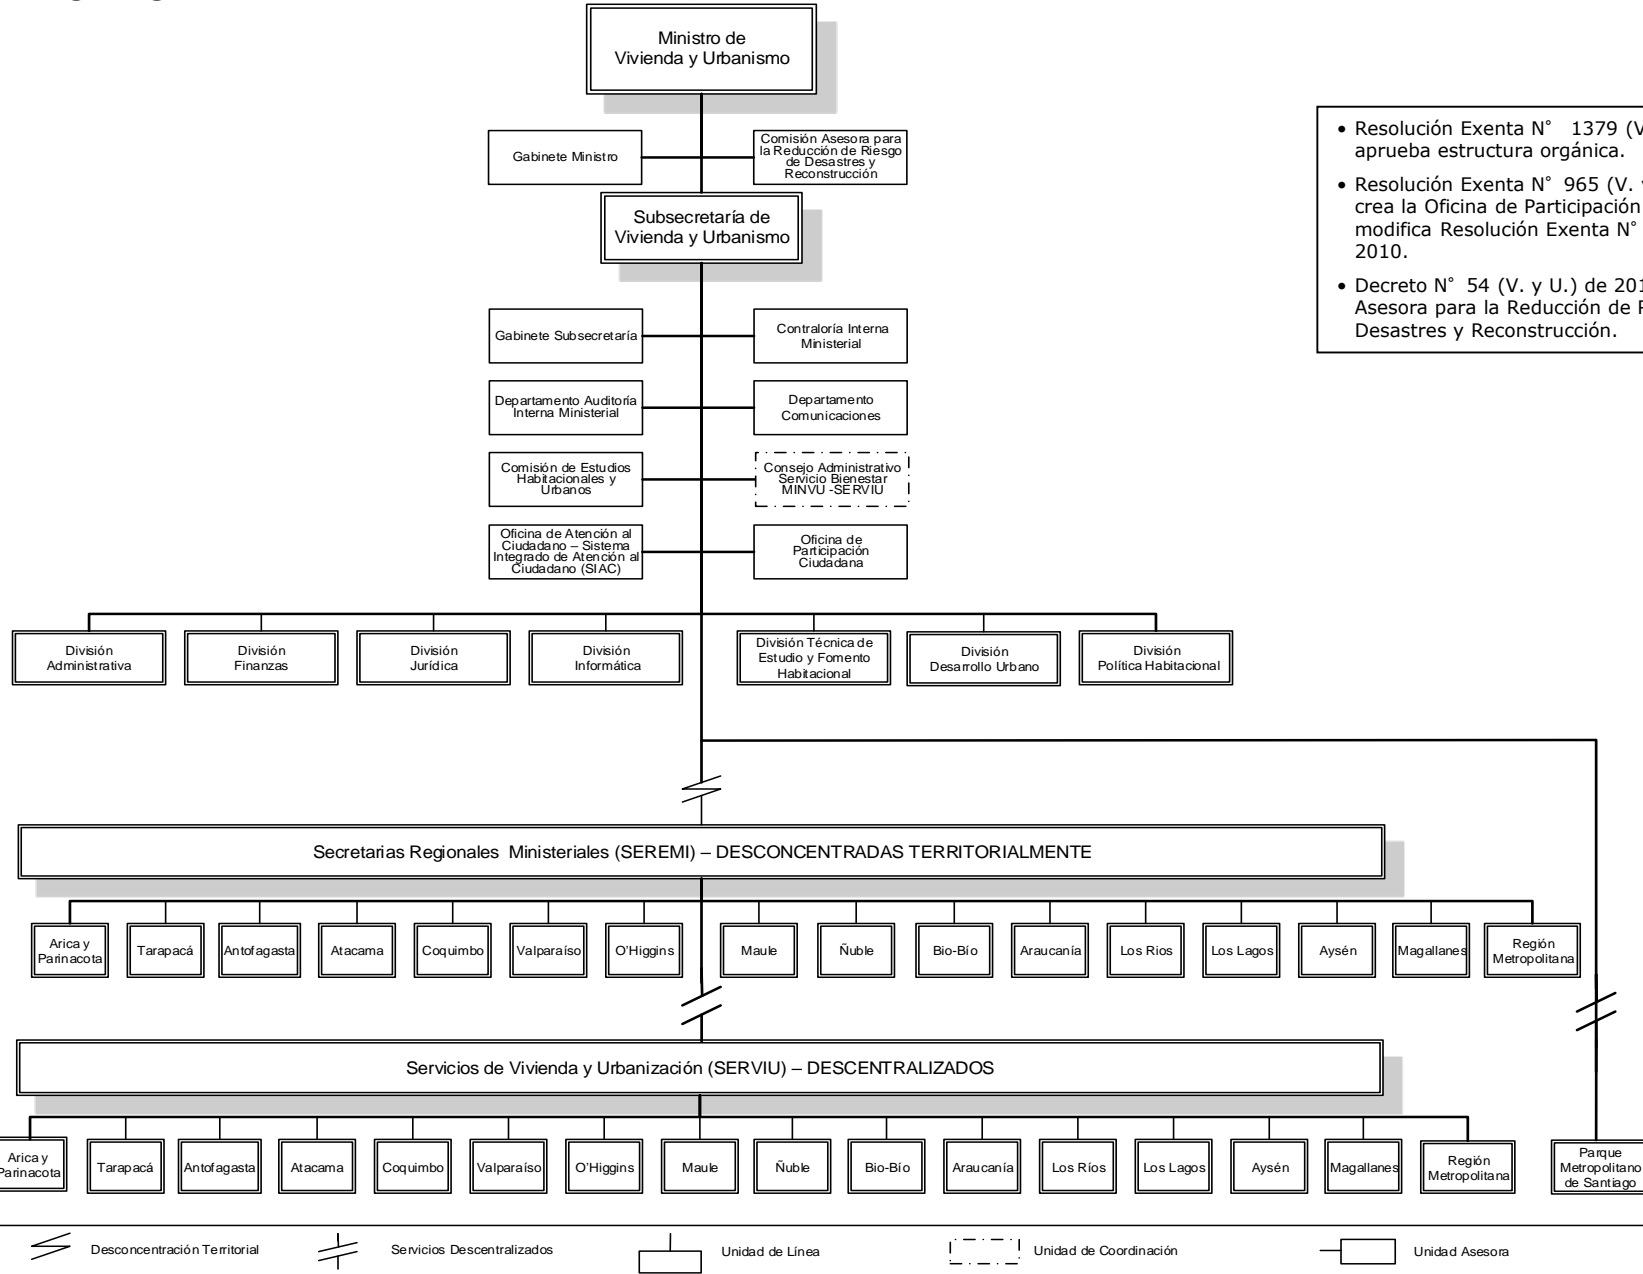 Ministro de
Vivienda y Urbanismo
Gabinete Ministro
Comisión Asesora para
la Reducción de Riesgo
de Desastres y
Reconstrucción
• Resolución Exenta N° 1379 (V
aprueba estructura orgánica.
• Resolución Exenta N° 965 (V. y
crea la Oficina de Participación
modifica Resolución Exenta N°
2010.
• Decreto N° 54 (V. y U.) de 201
Asesora para la Reducción de R
Desastres y Reconstrucción.
Subsecretaría de
Vivienda y Urbanismo
Gabinete Subsecretaría
Contraloría Interna
Ministerial
Departamento Auditoría
Interna Ministerial
Departamento
Comunicaciones
Comisión de Estudios
Habitacionales y
Urbanos
Consejo Administrativo
Servicio Bienestar
MINVU -SERVIU
Oficina de Atención al
Ciudadano – Sistema
Integrado de Atención al
Ciudadano (SIAC)
Oficina de
Participación
Ciudadana
División
Administrativa
División
Finanzas
División
Jurídica
División
Informática
División Técnica de
Estudio y Fomento
Habitacional
División
Desarrollo Urbano
División
Política Habitacional
Secretarias Regionales Ministeriales (SEREMI) – DESCONCENTRADAS TERRITORIALMENTE
Arica y
Parinacota
Tarapacá
Antofagasta
Atacama
Coquimbo
Valparaíso
O'Higgins
Maule
Ñuble
Bio-Bío
Araucanía
Los Rios
Los Lagos
Aysén
Magallanes
Región
Metropolitana
Servicios de Vivienda y Urbanización (SERVIU) – DESCENTRALIZADOS
Arica y
Parinacota
Tarapacá
Antofagasta
Atacama
Coquimbo
Valparaíso
O'Higgins
Maule
Ñuble
Bio-Bío
Araucanía
Los Ríos
Los Lagos
Aysén
Magallanes
Región
Metropolitana
Parque
Metropolitano
de Santiago
Desconcentración Territorial
Servicios Descentralizados
Unidad de Línea
Unidad de Coordinación
Unidad Asesora